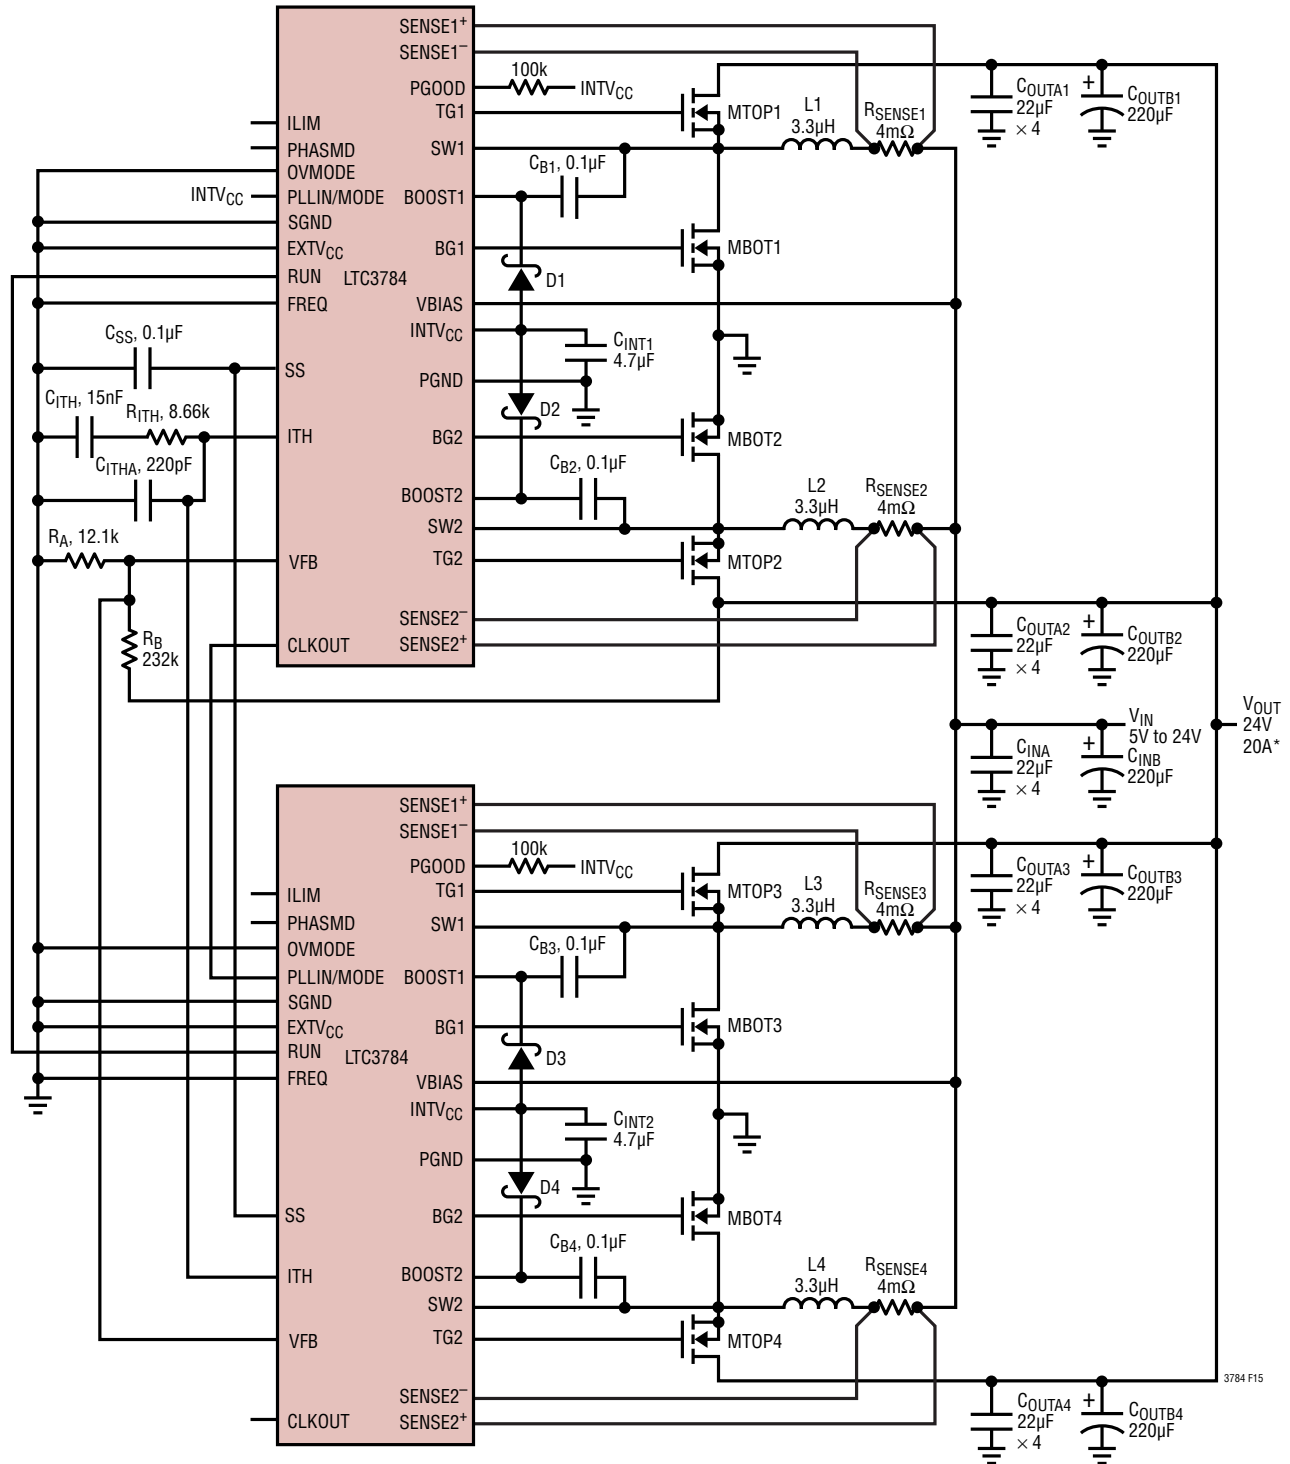 SENSE1+
SENSE1–
PGOOD
100k
INTVCC
TG1
MTOP1
L1
3.3µH
RSENSE1
4mΩ
COUTA1
22µF
× 4
+
COUTB1
220µF
ILIM
PHASMD
OVMODE
INTVCC
PLLIN/MODE
SGND
EXTVCC
RUN
LTC3784
FREQ
SW1
CB1, 0.1µF
BOOST1
BG1
MBOT1
D1
VBIAS
INTVCC
CINT1
4.7µF
PGND
D2
CSS, 0.1µF
SS
CITH, 15nF
RITH, 8.66k
ITH
CITHA, 220pF
BG2
MBOT2
CB2, 0.1µF
BOOST2
L2
3.3µH
RSENSE2
4mΩ
SW2
RA, 12.1k
VFB
TG2
MTOP2
SENSE2–
SENSE2+
RB
232k
CLKOUT
COUTA2
22µF
× 4
+
COUTB2
220µF
VIN
5V to 24V
CINA
22µF
× 4
+
CINB
220µF
VOUT
24V
20A*
SENSE1+
SENSE1–
PGOOD
100k
INTVCC
TG1
MTOP3
L3
3.3µH
RSENSE3
4mΩ
COUTA3
22µF
× 4
+
COUTB3
220µF
ILIM
PHASMD
OVMODE
PLLIN/MODE
SGND
EXTVCC
RUN
LTC3784
FREQ
SW1
CB3, 0.1µF
BOOST1
BG1
MBOT3
D3
VBIAS
INTVCC
CINT2
4.7µF
PGND
D4
SS
BG2
MBOT4
CB4, 0.1µF
ITH
BOOST2
L4
3.3µH
RSENSE4
4mΩ
SW2
VFB
TG2
MTOP4
SENSE2–
SENSE2+
CLKOUT
COUTA4
22µF
× 4
+
COUTB4
220µF
3784 F15